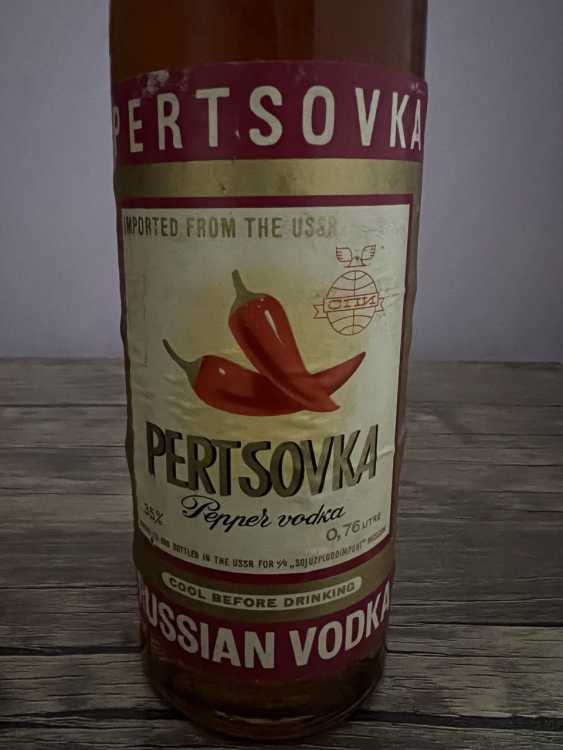 PERTSOVKA
IMPORTED FROM THE USSR
СПИ
PERTSOVKA
Pepper vodka
35%
0,76 LITRE
AND BOTTLED IN THE USSR FOR V/O „SOJUZPLODOIMPORT” MOSCOW
COOL BEFORE DRINKING
RUSSIAN VODKA